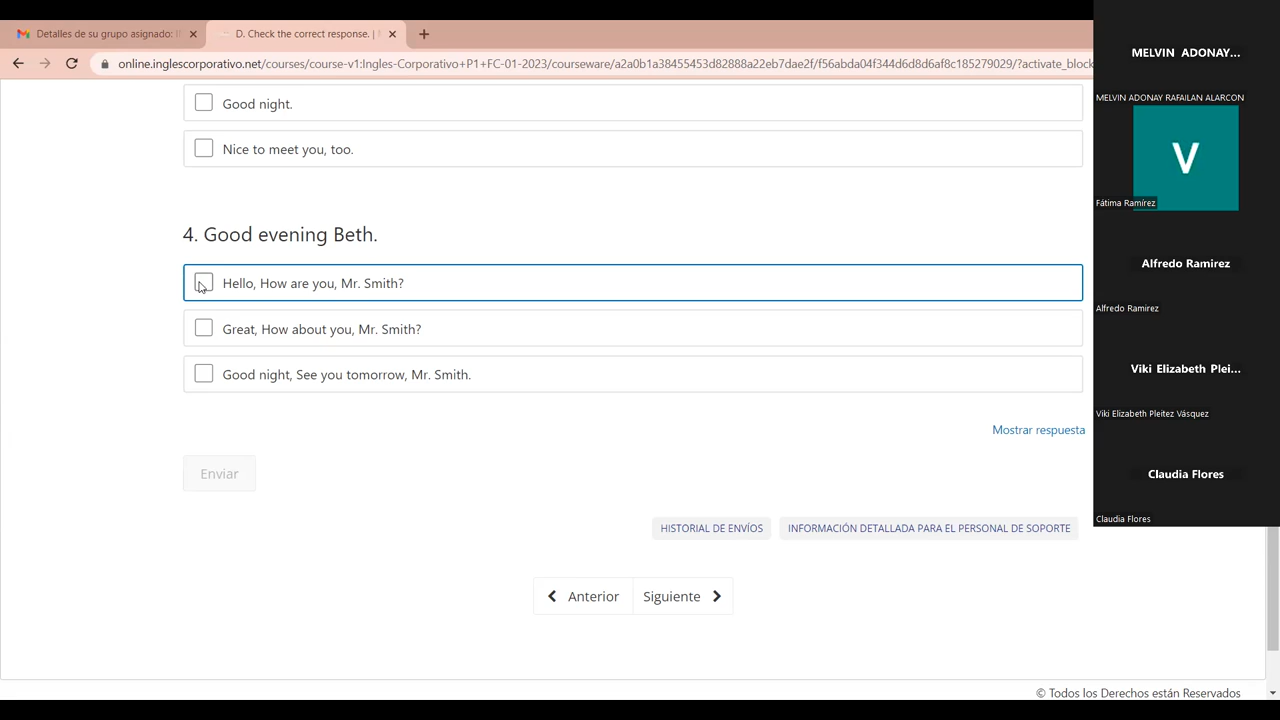 Detalles de su grupo asignado: I
D. Check the correct response. |
online.inglescorporativo.net/courses/course-v1:Ingles-Corporativo+P1+FC-01-2023/courseware/a2a0b1a38455453d82888a22eb7dae2f/f56abda04f344d6d8d6af8c185279029/?activate_block
Good night.
Nice to meet you, too.
4. Good evening Beth.
Hello, How are you, Mr. Smith?
Great, How about you, Mr. Smith?
Good night, See you tomorrow, Mr. Smith.
Mostrar respuesta
Enviar
HISTORIAL DE ENVÍOS
INFORMACIÓN DETALLADA PARA EL PERSONAL DE SOPORTE
Anterior
Siguiente
© Todos los Derechos están Reservados
MELVIN ADONAY...
MELVIN ADONAY RAFAILAN ALARCON
V
Fátima Ramírez
Alfredo Ramirez
Alfredo Ramirez
Viki Elizabeth Plei...
Viki Elizabeth Pleitez Vásquez
Claudia Flores
Claudia Flores